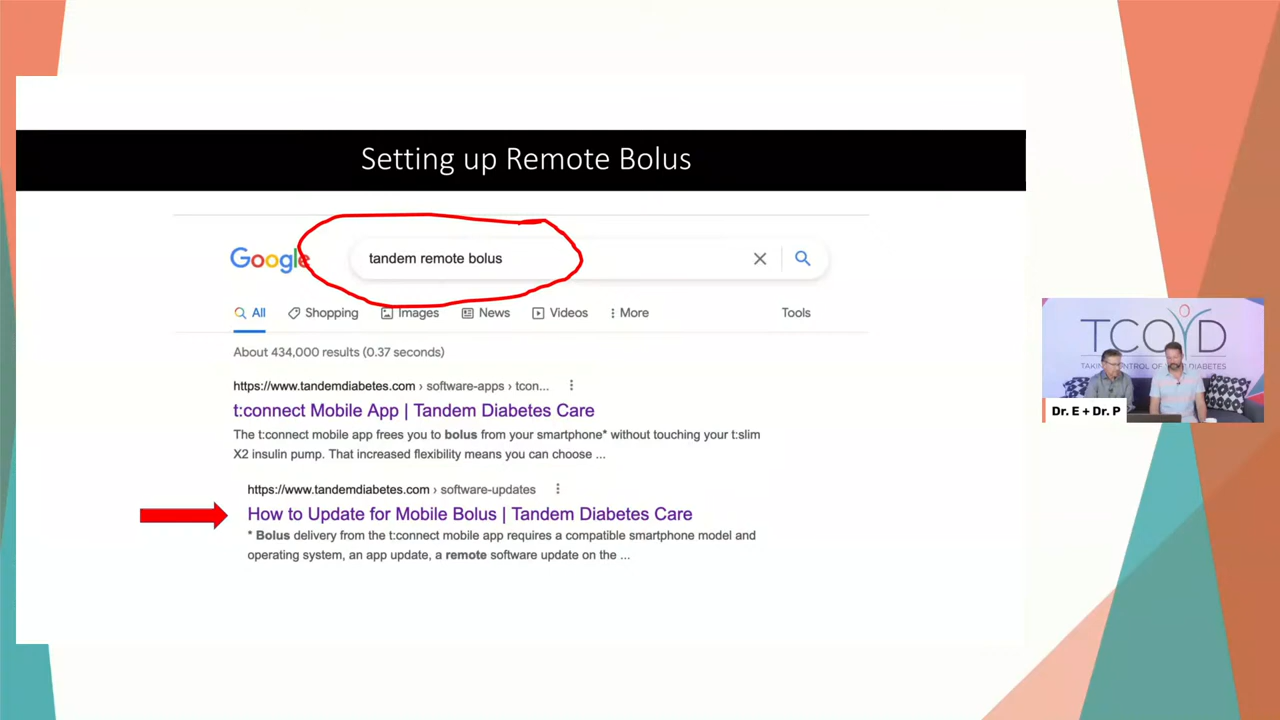 Setting up Remote Bolus
Google
tandem remote bolus
All
Shopping
Images
News
Videos
More
Tools
About 434,000 results (0.37 seconds)
https://www.tandemdiabetes.com › software-apps › tcon...
t:connect Mobile App | Tandem Diabetes Care
The t:connect mobile app frees you to bolus from your smartphone* without touching your t:slim
X2 insulin pump. That increased flexibility means you can choose ...
https://www.tandemdiabetes.com › software-updates
How to Update for Mobile Bolus | Tandem Diabetes Care
* Bolus delivery from the t:connect mobile app requires a compatible smartphone model and
operating system, an app update, a remote software update on the ...
TCOYD
DIABETES
Dr. E + Dr. P